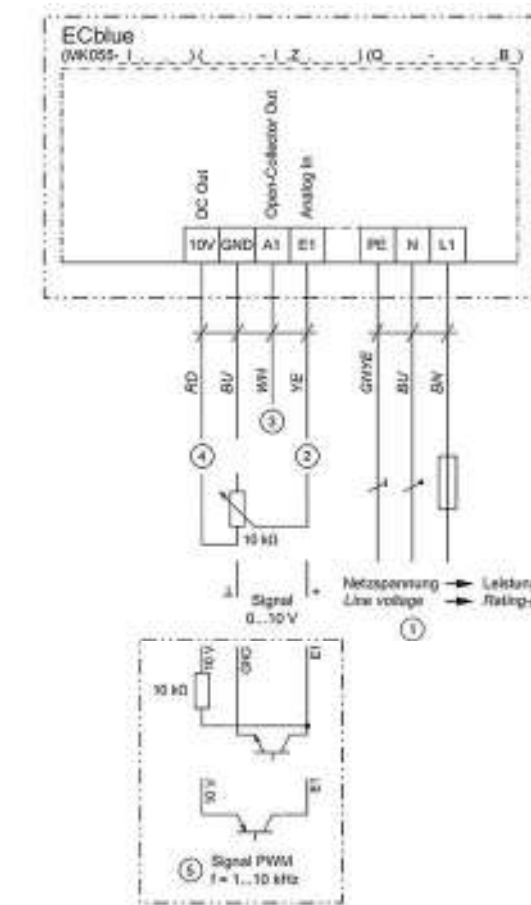 ECblue
(MK055-
DC Out
Open-Collector Out
Analog In
10V GND A1 E1 PE N L1
RD BU WH YE GNYE BU BN
3
4 2
10 kΩ
⊥ Signal +
0...10 V
Netzspannung
Line voltage
1
10 V GND E1
10 kΩ
10 V E1
5 Signal PWM
f = 1...10 kHz